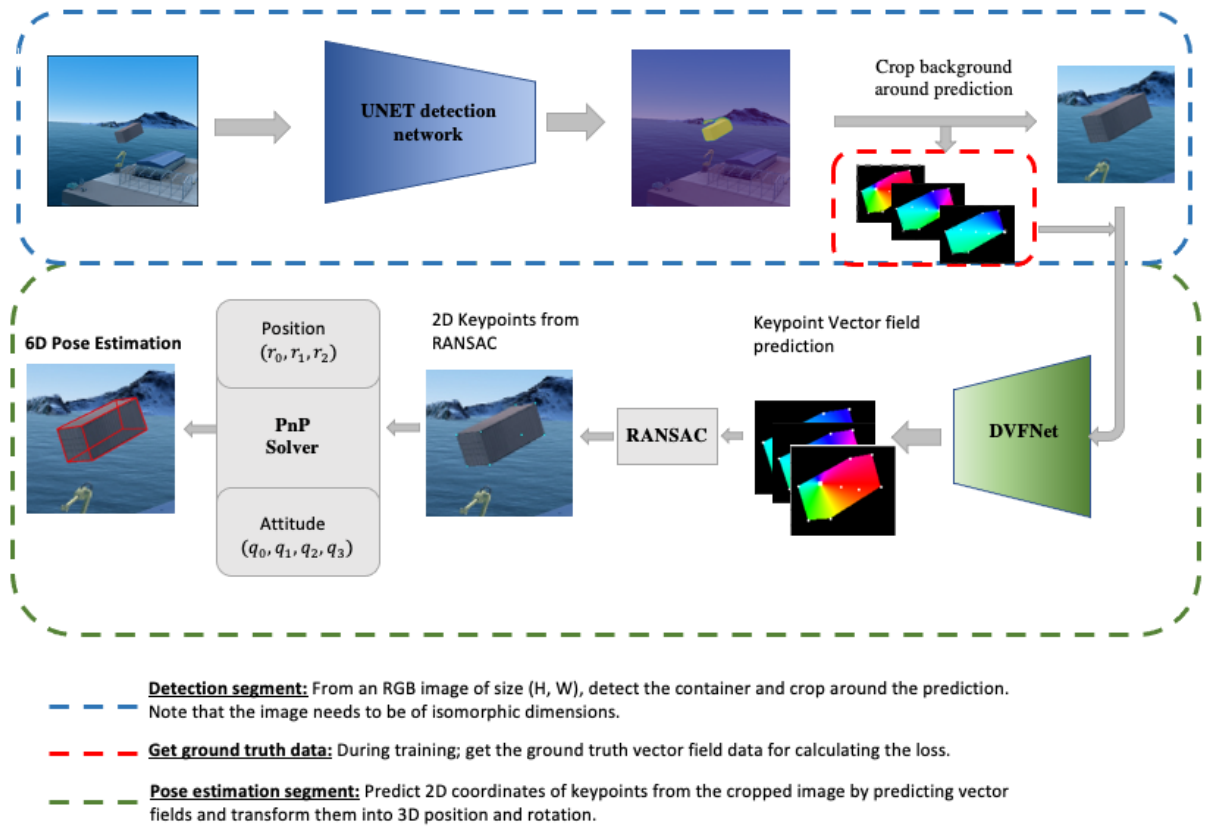 UNET detection
network
Crop background
around prediction
6D Pose Estimation
Position
(r₀, r₁, r₂)
PnP
Solver
Attitude
(q₀, q₁, q₂, q₃)
2D Keypoints from
RANSAC
RANSAC
Keypoint Vector field
prediction
DVFNet
Detection segment: From an RGB image of size (H, W), detect the container and crop around the prediction.
Note that the image needs to be of isomorphic dimensions.
Get ground truth data: During training; get the ground truth vector field data for calculating the loss.
Pose estimation segment: Predict 2D coordinates of keypoints from the cropped image by predicting vector
fields and transform them into 3D position and rotation.